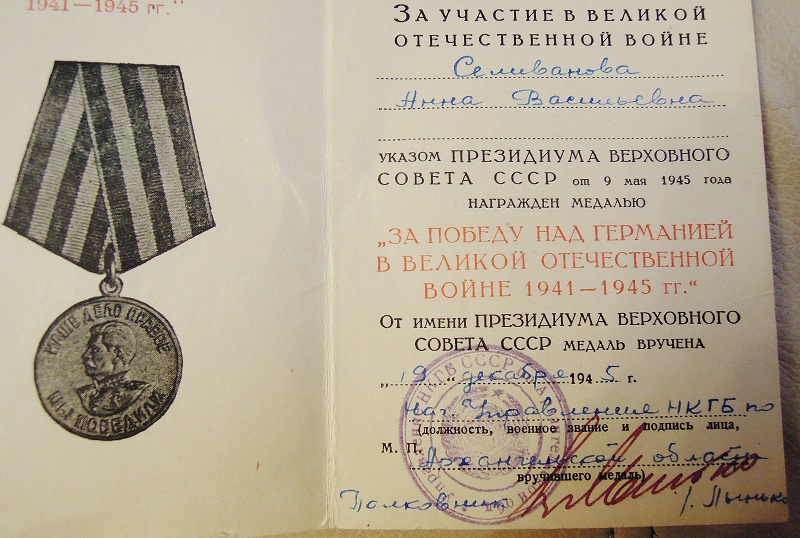 1941—1945 гг."
НАШЕ ДЕЛО ПРАВОЕ
МЫ ПОБЕДИЛИ
ЗА УЧАСТИЕ В ВЕЛИКОЙ
ОТЕЧЕСТВЕННОЙ ВОЙНЕ
Селиванова
Анна Васильевна
УКАЗОМ ПРЕЗИДИУМА ВЕРХОВНОГО
СОВЕТА СССР от 9 мая 1945 года
НАГРАЖДЕН МЕДАЛЬЮ
„ЗА ПОБЕДУ НАД ГЕРМАНИЕЙ
В ВЕЛИКОЙ ОТЕЧЕСТВЕННОЙ
ВОЙНЕ 1941—1945 гг."
От имени ПРЕЗИДИУМА ВЕРХОВНОГО
СОВЕТА СССР МЕДАЛЬ ВРУЧЕНА
„19" декабря 1945 г.
Нач. Управления НКГБ по
(должность, военное звание и подпись лица,
М. П. Архангельской области
вручившего медаль)
Полковник